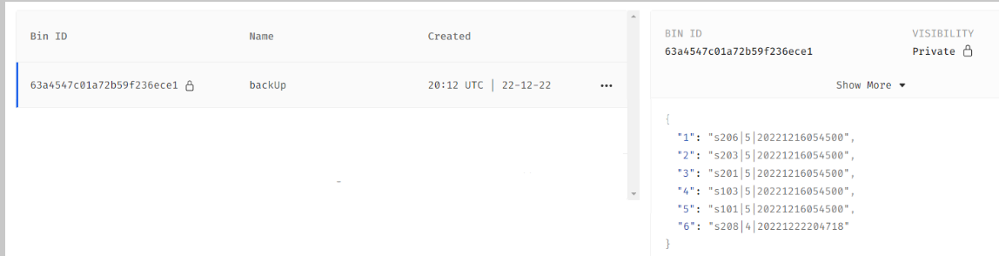 Bin ID Name Created
63a4547c01a72b59f236ece1 backUp 20:12 UTC | 22-12-22 •••
BIN ID VISIBILITY
63a4547c01a72b59f236ece1 Private
Show More
{
"1": "s206|5|20221216054500",
"2": "s203|5|20221216054500",
"3": "s201|5|20221216054500",
"4": "s103|5|20221216054500",
"5": "s101|5|20221216054500",
"6": "s208|4|20221222204718"
}